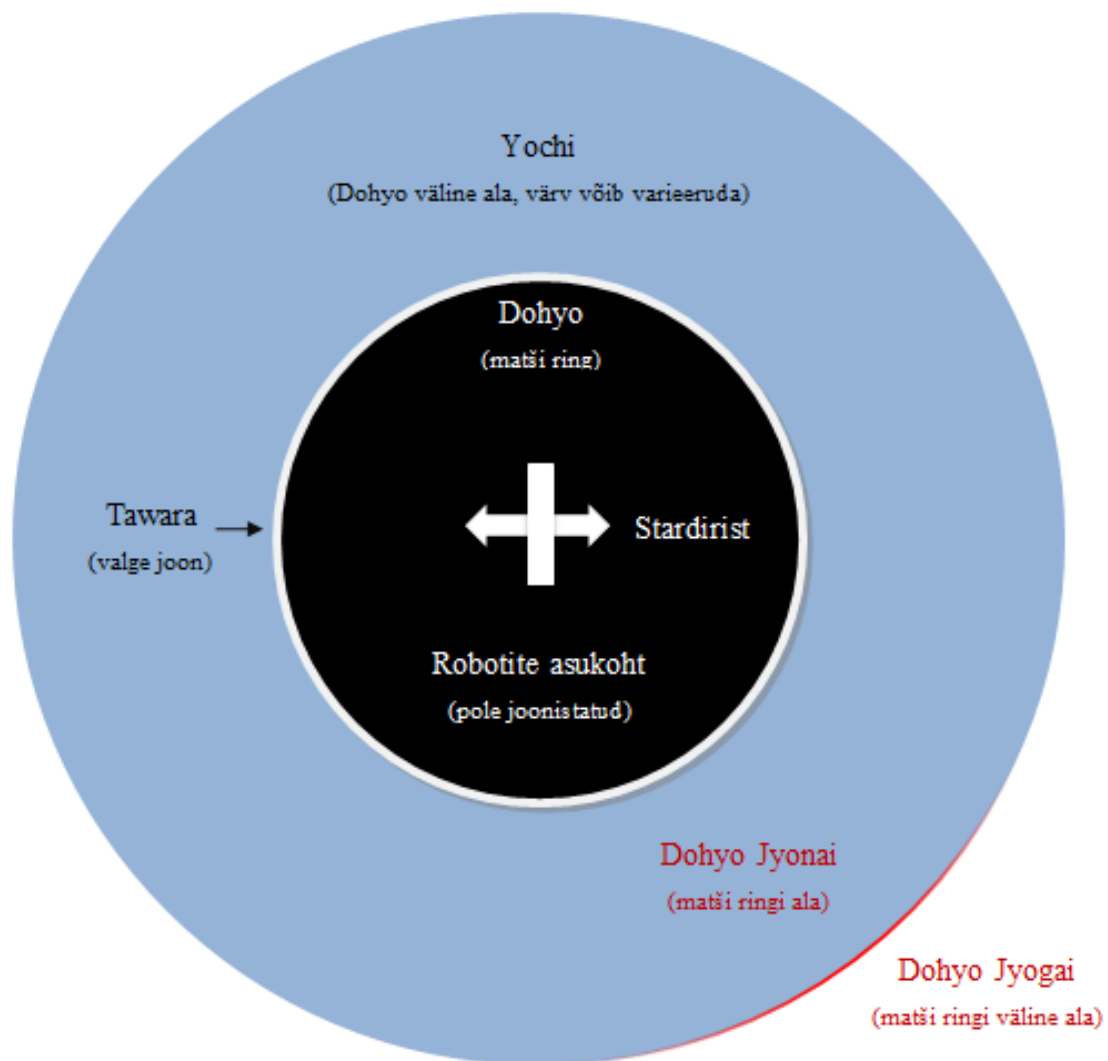 Yochi
(Dohyo väline ala, värv võib varieeruda)
Dohyo
(matši ring)
Tawara
(valge joon)
Stardirist
Robotite asukoht
(pole joonistatud)
Dohyo Jyonai
(matši ringi ala)
Dohyo Jyogai
(matši ringi väline ala)